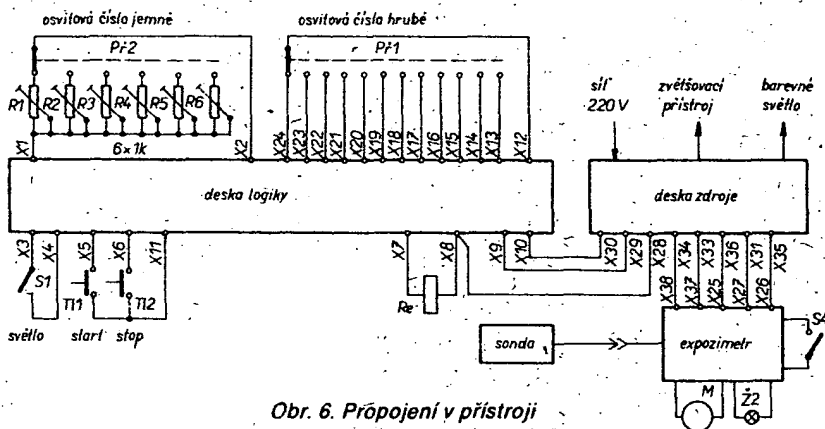 osvitová čísla jemně
osvitová čísla hrubě
Př2
Př1
R1 R2 R3 R4 R5 R6
6×1k
X1 X2 X24 X23 X22 X21 X20 X19 X18 X17 X16 X15 X14 X13 X12
síť 220 V
zvětšovací přístroj
barevné světlo
deska logiky
deska zdroje
X3 X4 X5 X6 X11 X7 X8 X9 X10
X30 X29 X28 X34 X33 X36 X31 X35
X38 X37 X25 X27 X26
S1
Tl1
Tl2
Re
světlo
start
stop
sonda
expozimetr
M
Ž2
Obr. 6. Propojení v přístroji